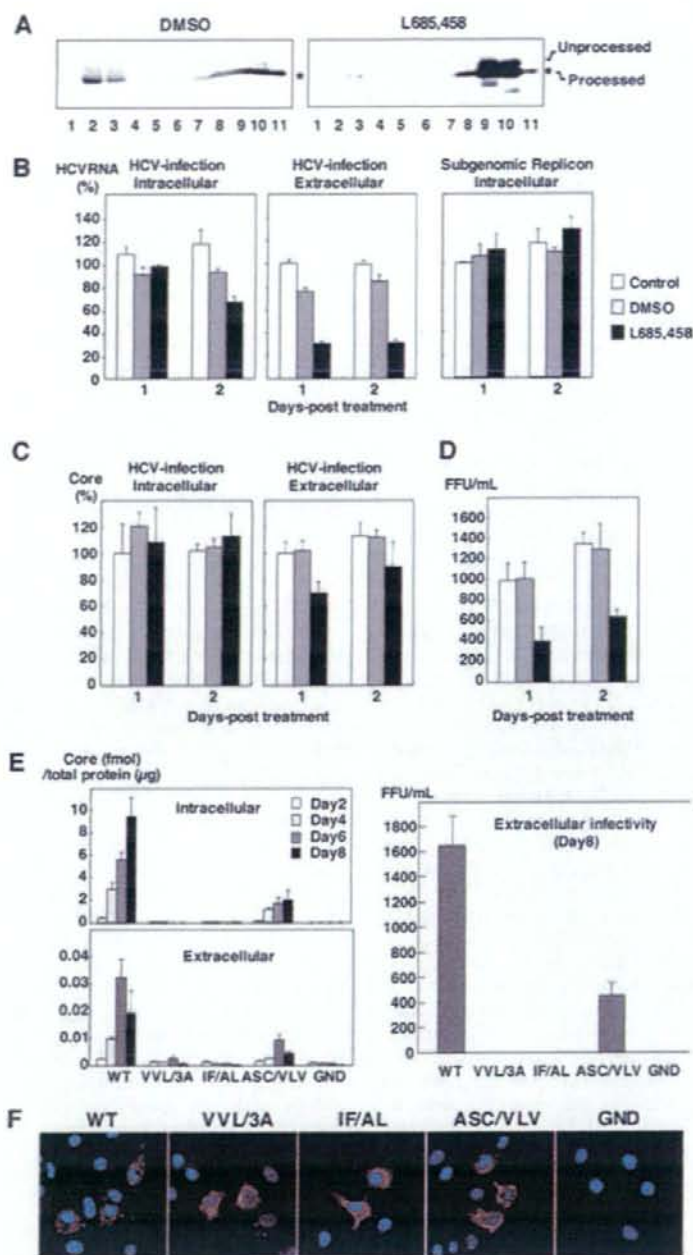 A
DMSO
L685,458
Unprocessed
*
*
Processed
1 2 3 4 5 6 7 8 9 10 11
1 2 3 4 5 6 7 8 9 10 11
B
HCVRNA (%)
HCV-infection Intracellular
HCV-infection Extracellular
Subgenomic Replicon Intracellular
140
120
100
80
60
40
20
0
1 2
1 2
1 2
Control
DMSO
L685,458
Days-post treatment
C
Core (%)
HCV-infection Intracellular
HCV-infection Extracellular
120
100
80
60
40
20
0
1 2
1 2
Days-post treatment
D
FFU/mL
1600
1400
1200
1000
800
600
400
200
0
1 2
Days-post treatment
E
Core (fmol)
/total protein (μg)
Intracellular
Day2
Day4
Day6
Day8
10
8
6
4
2
0
Extracellular
0.04
0.03
0.02
0.01
0
WT VVL/3A IF/AL ASC/VLV GND
FFU/mL
Extracellular infectivity
(Day8)
1800
1600
1400
1200
1000
800
600
400
200
0
WT VVL/3A IF/AL ASC/VLV GND
F
WT VVL/3A IF/AL ASC/VLV GND